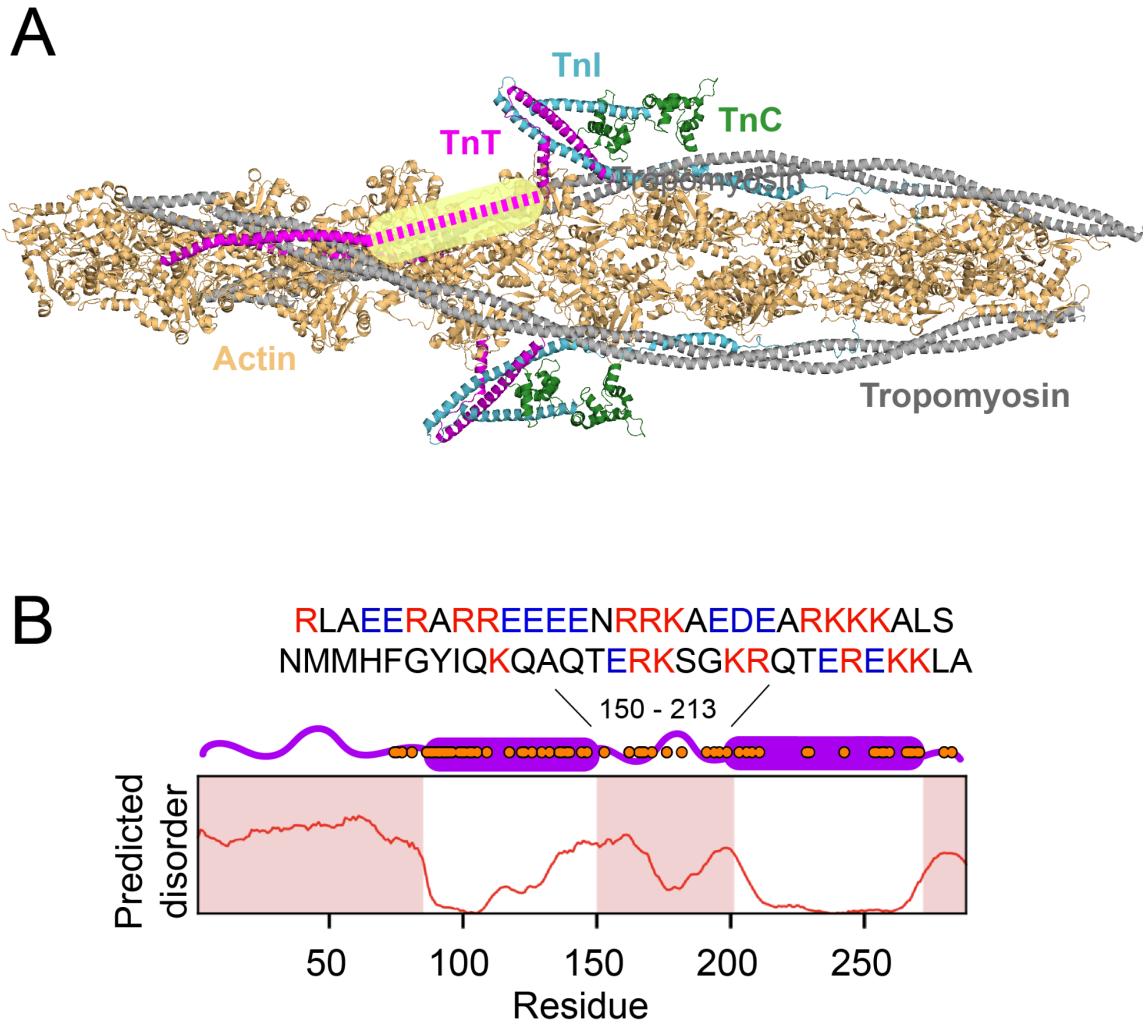 A
TnI
TnC
TnT
Tropomyosin
Actin
Tropomyosin
B
RLAEERARREEEENRRKAEDEARKKKALS
NMMHFGYIQKQAQTERKSGKRQTEREKKLA
150 - 213
Predicted
disorder
50 100 150 200 250
Residue